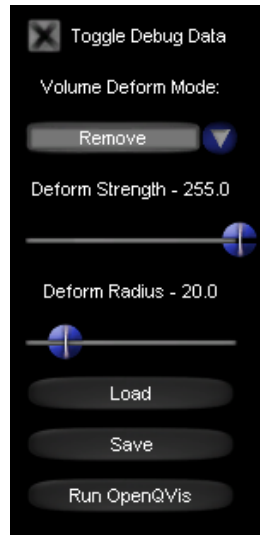 Toggle Debug Data
Volume Deform Mode:
Remove
Deform Strength - 255.0
Deform Radius - 20.0
Load
Save
Run OpenQVis